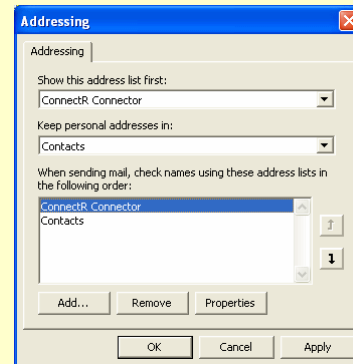 Addressing
Addressing
Show this address list first:
ConnectR Connector
Keep personal addresses in:
Contacts
When sending mail, check names using these address lists in
the following order:
ConnectR Connector
Contacts
Add... Remove Properties
OK Cancel Apply